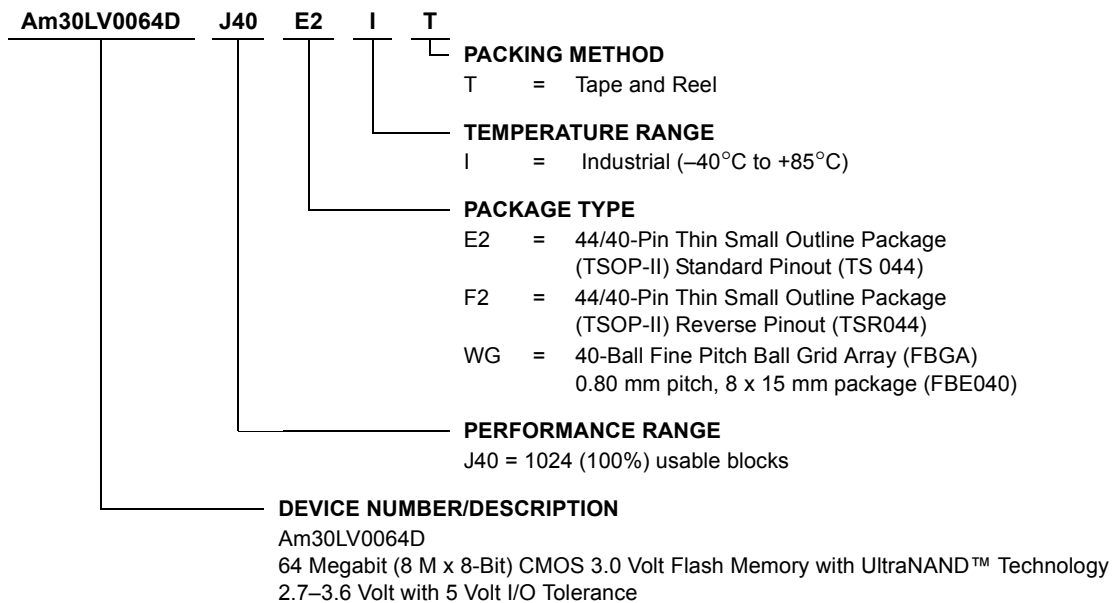 Am30LV0064D J40 E2 I T
PACKING METHOD
T = Tape and Reel
TEMPERATURE RANGE
I = Industrial (–40°C to +85°C)
PACKAGE TYPE
E2 = 44/40-Pin Thin Small Outline Package
(TSOP-II) Standard Pinout (TS 044)
F2 = 44/40-Pin Thin Small Outline Package
(TSOP-II) Reverse Pinout (TSR044)
WG = 40-Ball Fine Pitch Ball Grid Array (FBGA)
0.80 mm pitch, 8 x 15 mm package (FBE040)
PERFORMANCE RANGE
J40 = 1024 (100%) usable blocks
DEVICE NUMBER/DESCRIPTION
Am30LV0064D
64 Megabit (8 M x 8-Bit) CMOS 3.0 Volt Flash Memory with UltraNAND™ Technology
2.7–3.6 Volt with 5 Volt I/O Tolerance